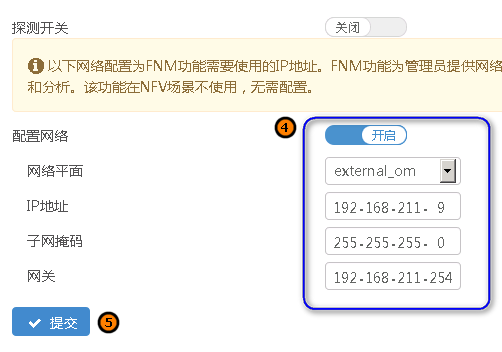 探测开关 关闭
以下网络配置为FNM功能需要使用的IP地址。FNM功能为管理员提供网络
和分析。该功能在NFV场景不使用，无需配置。
配置网络 4 开启
网络平面 external_om
IP地址 192-168-211- 9
子网掩码 255-255-255- 0
网关 192-168-211-254
提交 5